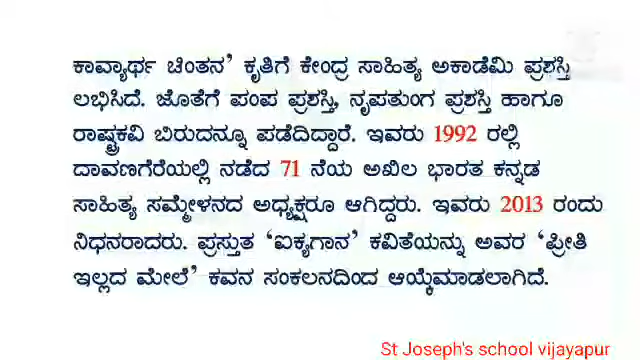 ಕಾವ್ಯಾರ್ಥ ಚಿಂತನ' ಕೃತಿಗೆ ಕೇಂದ್ರ ಸಾಹಿತ್ಯ ಅಕಾಡೆಮಿ ಪ್ರಶಸ್ತಿ
ಲಭಿಸಿದೆ. ಜೊತೆಗೆ ಪಂಪ ಪ್ರಶಸ್ತಿ, ನೃಪತುಂಗ ಪ್ರಶಸ್ತಿ ಹಾಗೂ
ರಾಷ್ಟ್ರಕವಿ ಬಿರುದನ್ನೂ ಪಡೆದಿದ್ದಾರೆ. ಇವರು 1992 ರಲ್ಲಿ
ದಾವಣಗೆರೆಯಲ್ಲಿ ನಡೆದ 71 ನೆಯ ಅಖಿಲ ಭಾರತ ಕನ್ನಡ
ಸಾಹಿತ್ಯ ಸಮ್ಮೇಳನದ ಅಧ್ಯಕ್ಷರೂ ಆಗಿದ್ದರು. ಇವರು 2013 ರಂದು
ನಿಧನರಾದರು. ಪ್ರಸ್ತುತ 'ಐಕ್ಯಗಾನ' ಕವಿತೆಯನ್ನು ಅವರ 'ಪ್ರೀತಿ
ಇಲ್ಲದ ಮೇಲೆ' ಕವನ ಸಂಕಲನದಿಂದ ಆಯ್ಕೆಮಾಡಲಾಗಿದೆ.
St Joseph's school vijayapur